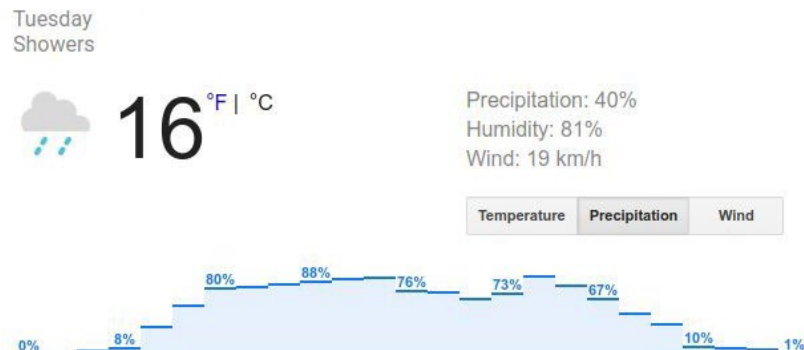 Tuesday
Showers
16 °F | °C
Precipitation: 40%
Humidity: 81%
Wind: 19 km/h
Temperature Precipitation Wind
0% 8% 80% 88% 76% 73% 67% 10% 1%